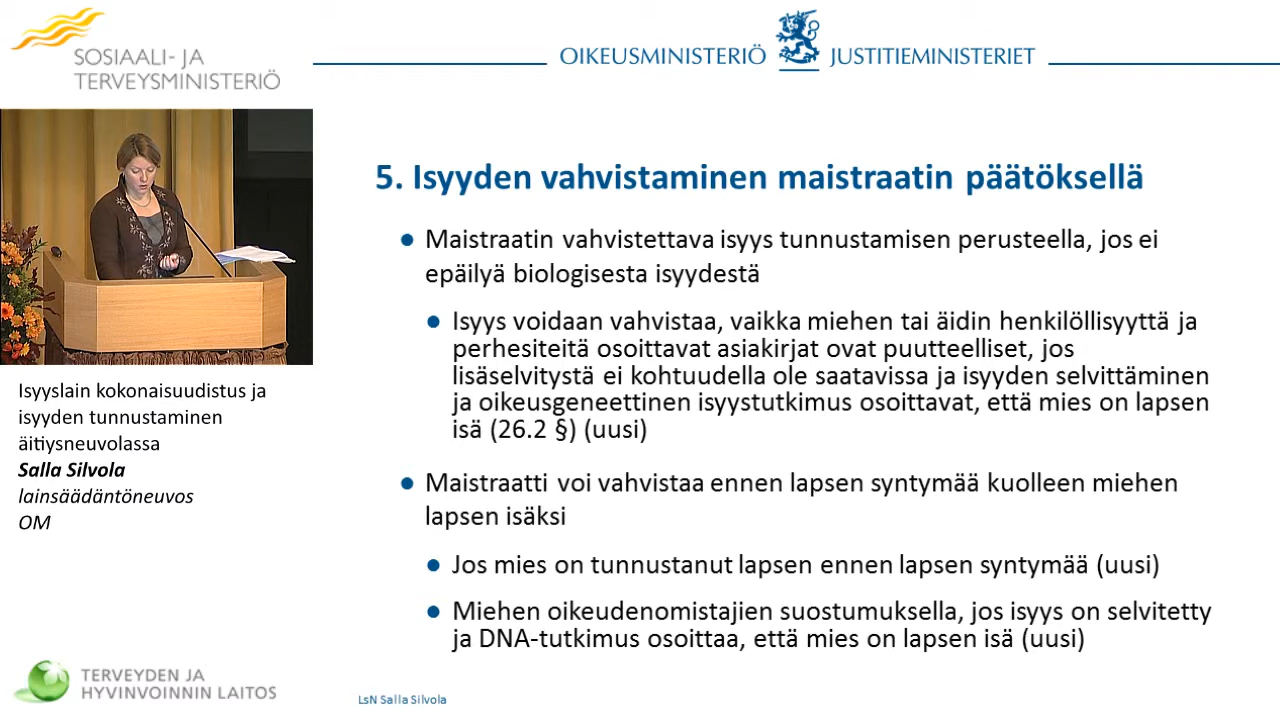 SOSIAALI- JA
TERVEYSMINISTERIÖ
OIKEUSMINISTERIÖ JUSTITIEMINISTERIET
5. Isyyden vahvistaminen maistraatin päätöksellä
Maistraatin vahvistettava isyys tunnustamisen perusteella, jos ei
epäilyä biologisesta isyydestä
Isyys voidaan vahvistaa, vaikka miehen tai äidin henkilöllisyyttä ja
perhesiteitä osoittavat asiakirjat ovat puutteelliset, jos
lisäselvitystä ei kohtuudella ole saatavissa ja isyyden selvittäminen
ja oikeusgeneettinen isyystutkimus osoittavat, että mies on lapsen
isä (26.2 §) (uusi)
Maistraatti voi vahvistaa ennen lapsen syntymää kuolleen miehen
lapsen isäksi
Jos mies on tunnustanut lapsen ennen lapsen syntymää (uusi)
Miehen oikeudenomistajien suostumuksella, jos isyys on selvitetty
ja DNA-tutkimus osoittaa, että mies on lapsen isä (uusi)
Isyyslain kokonaisuudistus ja
isyyden tunnustaminen
äitiysneuvolassa
Salla Silvola
lainsäädäntöneuvos
OM
TERVEYDEN JA
HYVINVOINNIN LAITOS
LsN Salla Silvola